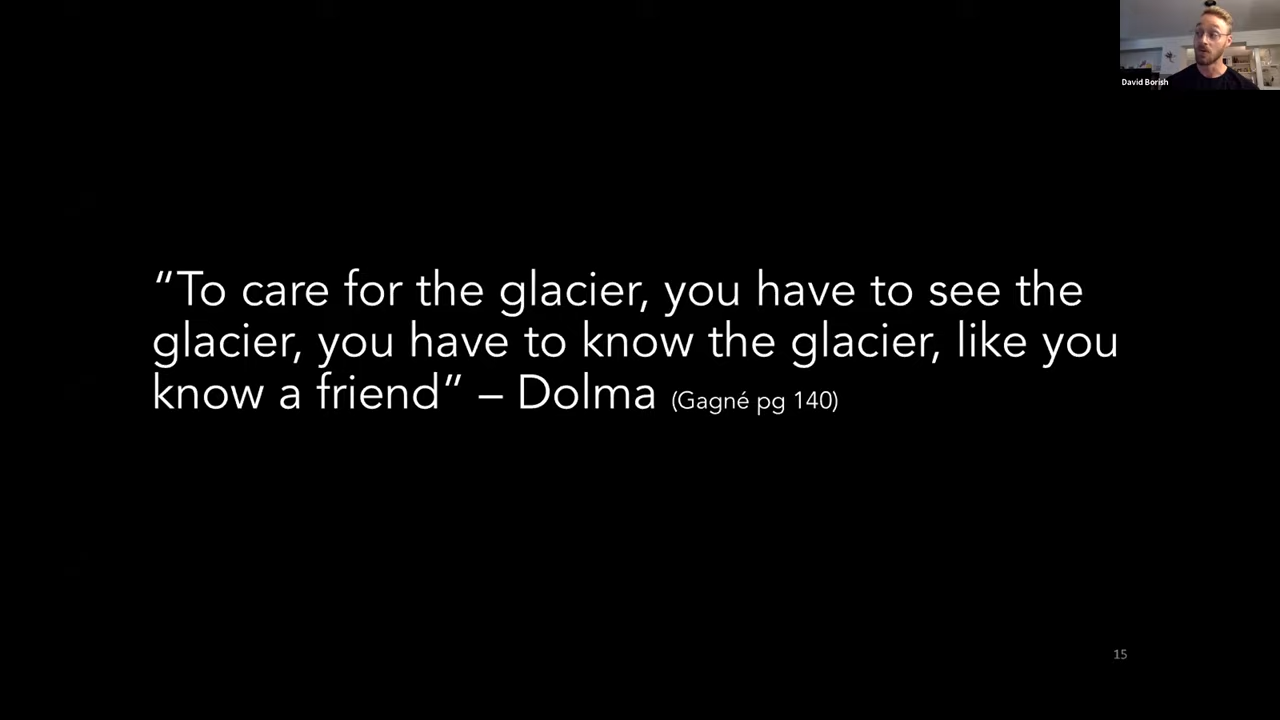 David Borish
“To care for the glacier, you have to see the
glacier, you have to know the glacier, like you
know a friend” – Dolma (Gagné pg 140)
15